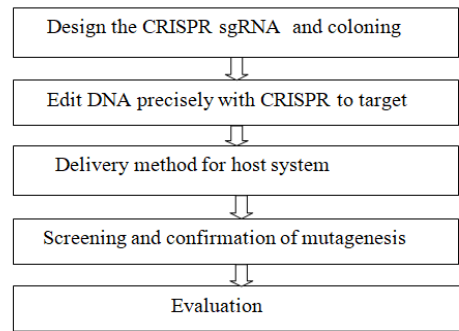 Design the CRISPR sgRNA and coloning
Edit DNA precisely with CRISPR to target
Delivery method for host system
Screening and confirmation of mutagenesis
Evaluation